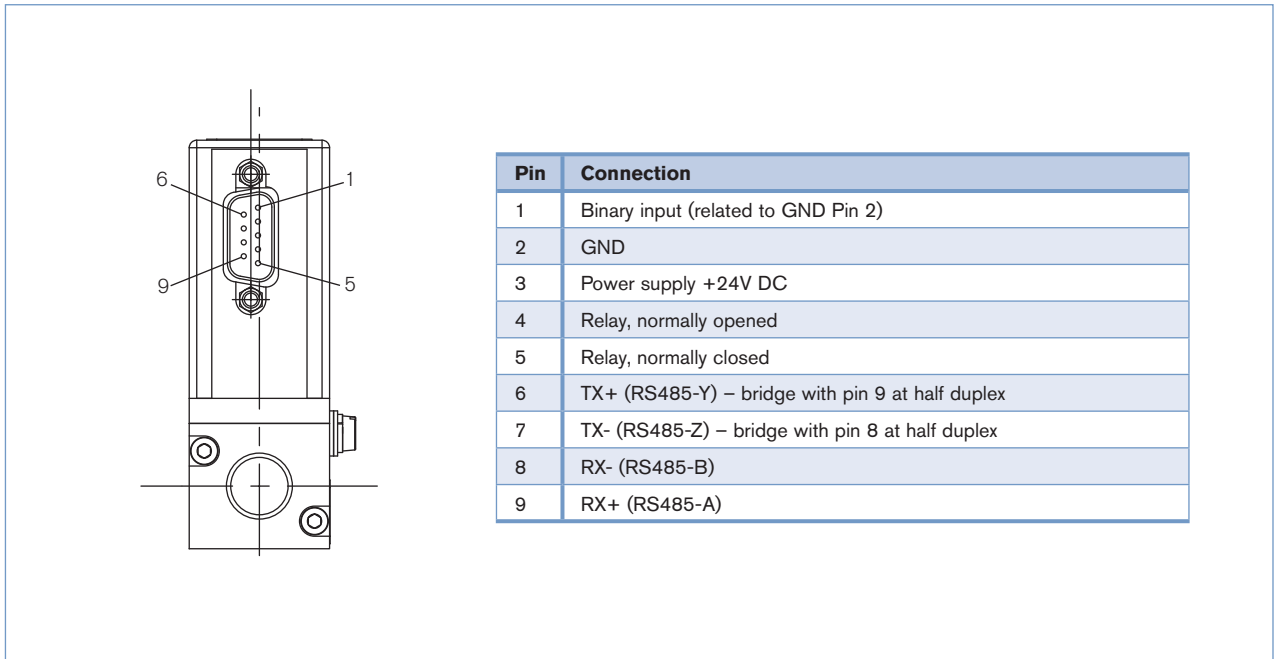 6
1
9
5
Pin Connection
1 Binary input (related to GND Pin 2)
2 GND
3 Power supply +24V DC
4 Relay, normally opened
5 Relay, normally closed
6 TX+ (RS485-Y) – bridge with pin 9 at half duplex
7 TX- (RS485-Z) – bridge with pin 8 at half duplex
8 RX- (RS485-B)
9 RX+ (RS485-A)